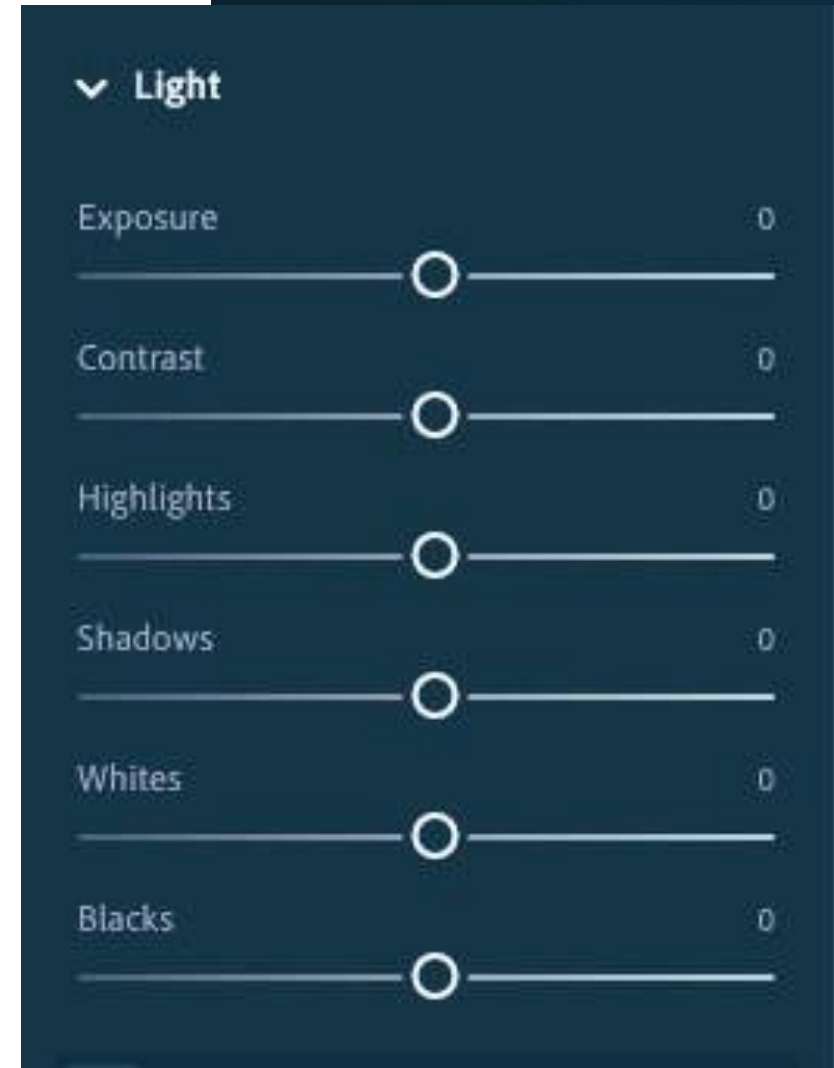 Light
Exposure 0
Contrast 0
Highlights 0
Shadows 0
Whites 0
Blacks 0